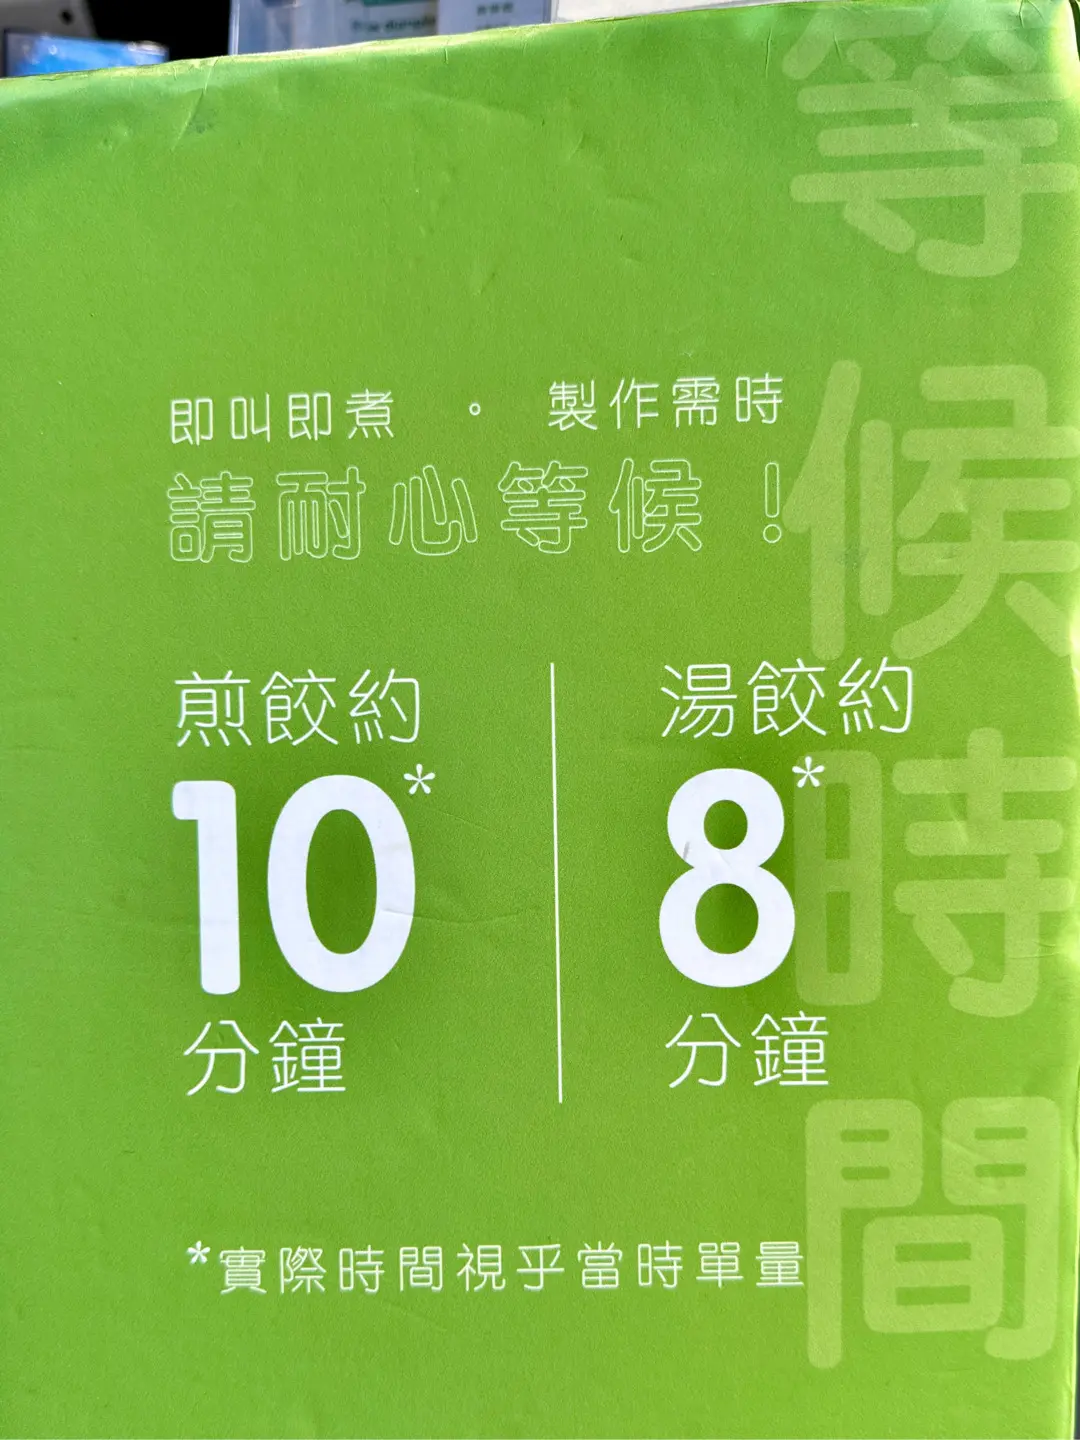 等候時間
即叫即煮 。 製作需時
請耐心等候！
煎餃約
10*
分鐘
湯餃約
8*
分鐘
*實際時間視乎當時單量